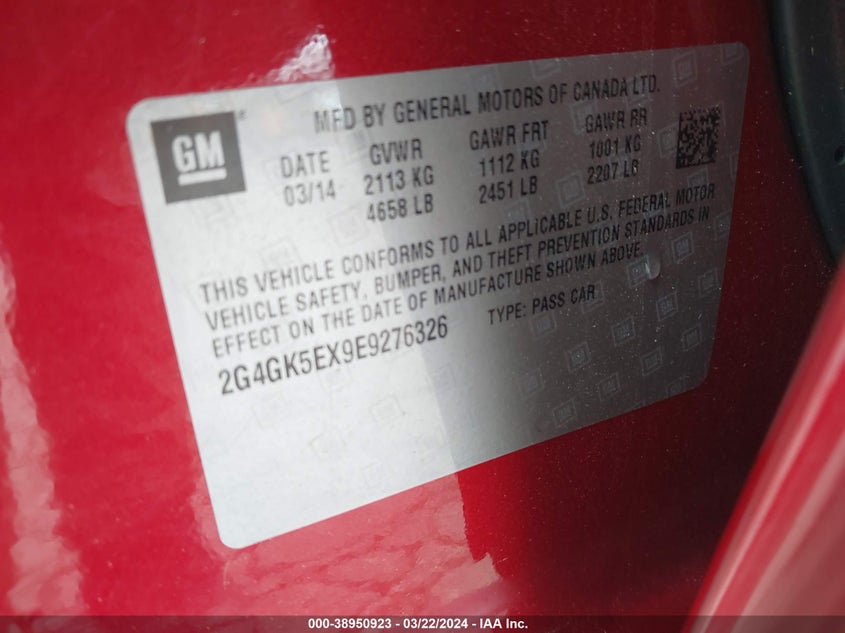 GM
MFD BY GENERAL MOTORS OF CANADA LTD.
DATE GVWR GAWR FRT GAWR RR
03/14 2113 KG 1112 KG 1001 KG
4658 LB 2451 LB 2207 LB
THIS VEHICLE CONFORMS TO ALL APPLICABLE U.S. FEDERAL MOTOR
VEHICLE SAFETY, BUMPER, AND THEFT PREVENTION STANDARDS IN
EFFECT ON THE DATE OF MANUFACTURE SHOWN ABOVE.
2G4GK5EX9E9276326 TYPE: PASS CAR
000-38950923 - 03/22/2024 - IAA Inc.